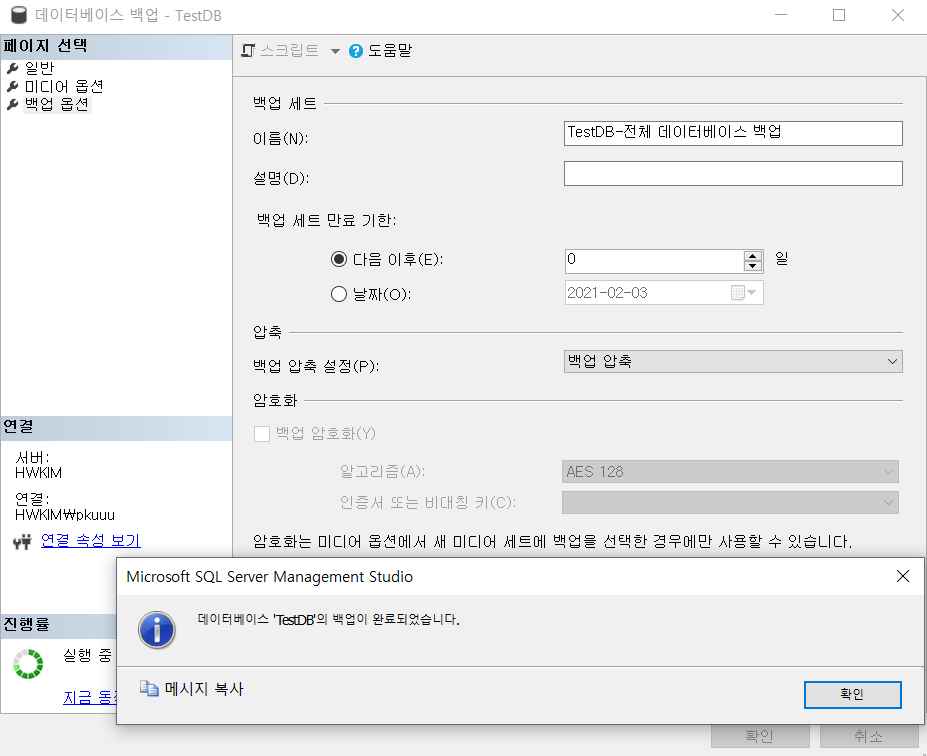 데이터베이스 백업 - TestDB
페이지 선택
일반
미디어 옵션
백업 옵션
스크립트
도움말
백업 세트
이름(N):
TestDB-전체 데이터베이스 백업
설명(D):
백업 세트 만료 기한:
다음 이후(E):
0
일
날짜(O):
2021-02-03
압축
백업 압축 설정(P):
백업 압축
암호화
백업 암호화(Y)
알고리즘(A):
AES 128
인증서 또는 비대칭 키(C):
암호화는 미디어 옵션에서 새 미디어 세트에 백업을 선택한 경우에만 사용할 수 있습니다.
연결
서버:
HWKIM
연결:
HWKIM₩pkuuu
연결 속성 보기
진행률
실행 중
지금
Microsoft SQL Server Management Studio
데이터베이스 'TestDB'의 백업이 완료되었습니다.
메시지 복사
확인
확인
취소